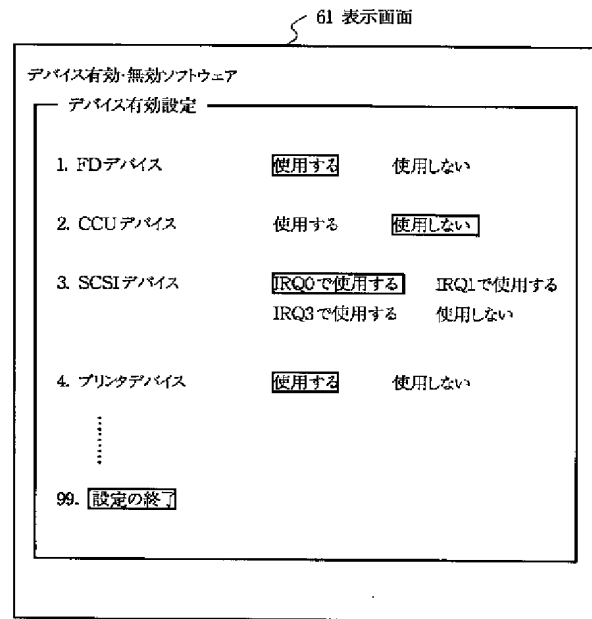 61 表示画面
デバイス有効・無効ソフトウェア
デバイス有効設定
1. FDデバイス 使用する 使用しない
2. CCUデバイス 使用する 使用しない
3. SCSIデバイス IRQ0で使用する IRQ1で使用する
IRQ3で使用する 使用しない
4. プリンタデバイス 使用する 使用しない
99. 設定の終了